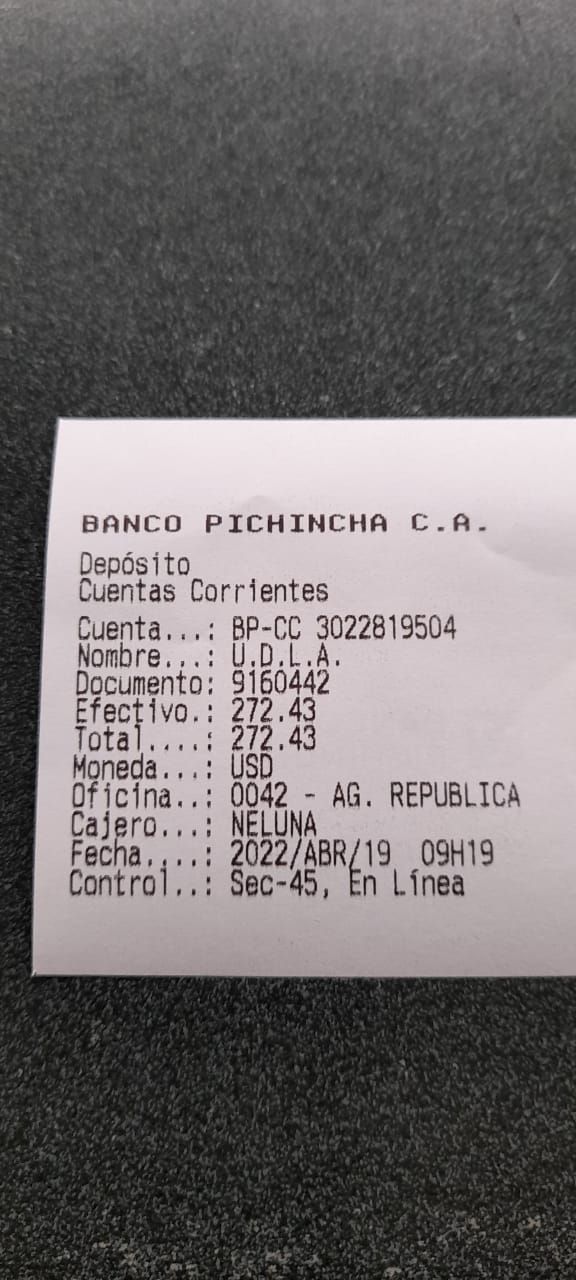 BANCO PICHINCHA C.A.
Depósito
Cuentas Corrientes
Cuenta...: BP-CC 3022819504
Nombre...: U.D.L.A.
Documento: 9160442
Efectivo.: 272.43
Total....: 272.43
Moneda...: USD
Oficina..: 0042 - AG. REPUBLICA
Cajero...: NELUNA
Fecha....: 2022/ABR/19 09H19
Control..: Sec-45, En Línea